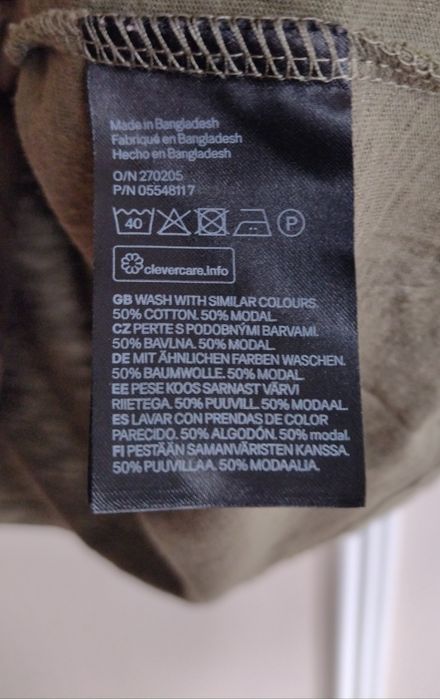 Made in Bangladesh
Fabriqué en Bangladesh
Hecho en Bangladesh
O/N 270205
P/N 05548117
40 P
clevercare.info
GB WASH WITH SIMILAR COLOURS.
50% COTTON. 50% MODAL.
CZ PERTE S PODOBNÝMI BARVAMI.
50% BAVLNA. 50% MODAL.
DE MIT ÄHNLICHEN FARBEN WASCHEN.
50% BAUMWOLLE. 50% MODAL.
EE PESE KOOS SARNAST VÄRVI
RIIETEGA. 50% PUUVILL. 50% MODAAL.
ES LAVAR CON PRENDAS DE COLOR
PARECIDO. 50% ALGODÓN. 50% modal.
FI PESTÄÄN SAMANVÄRISTEN KANSSA.
50% PUUVILLAA. 50% MODAALIA.